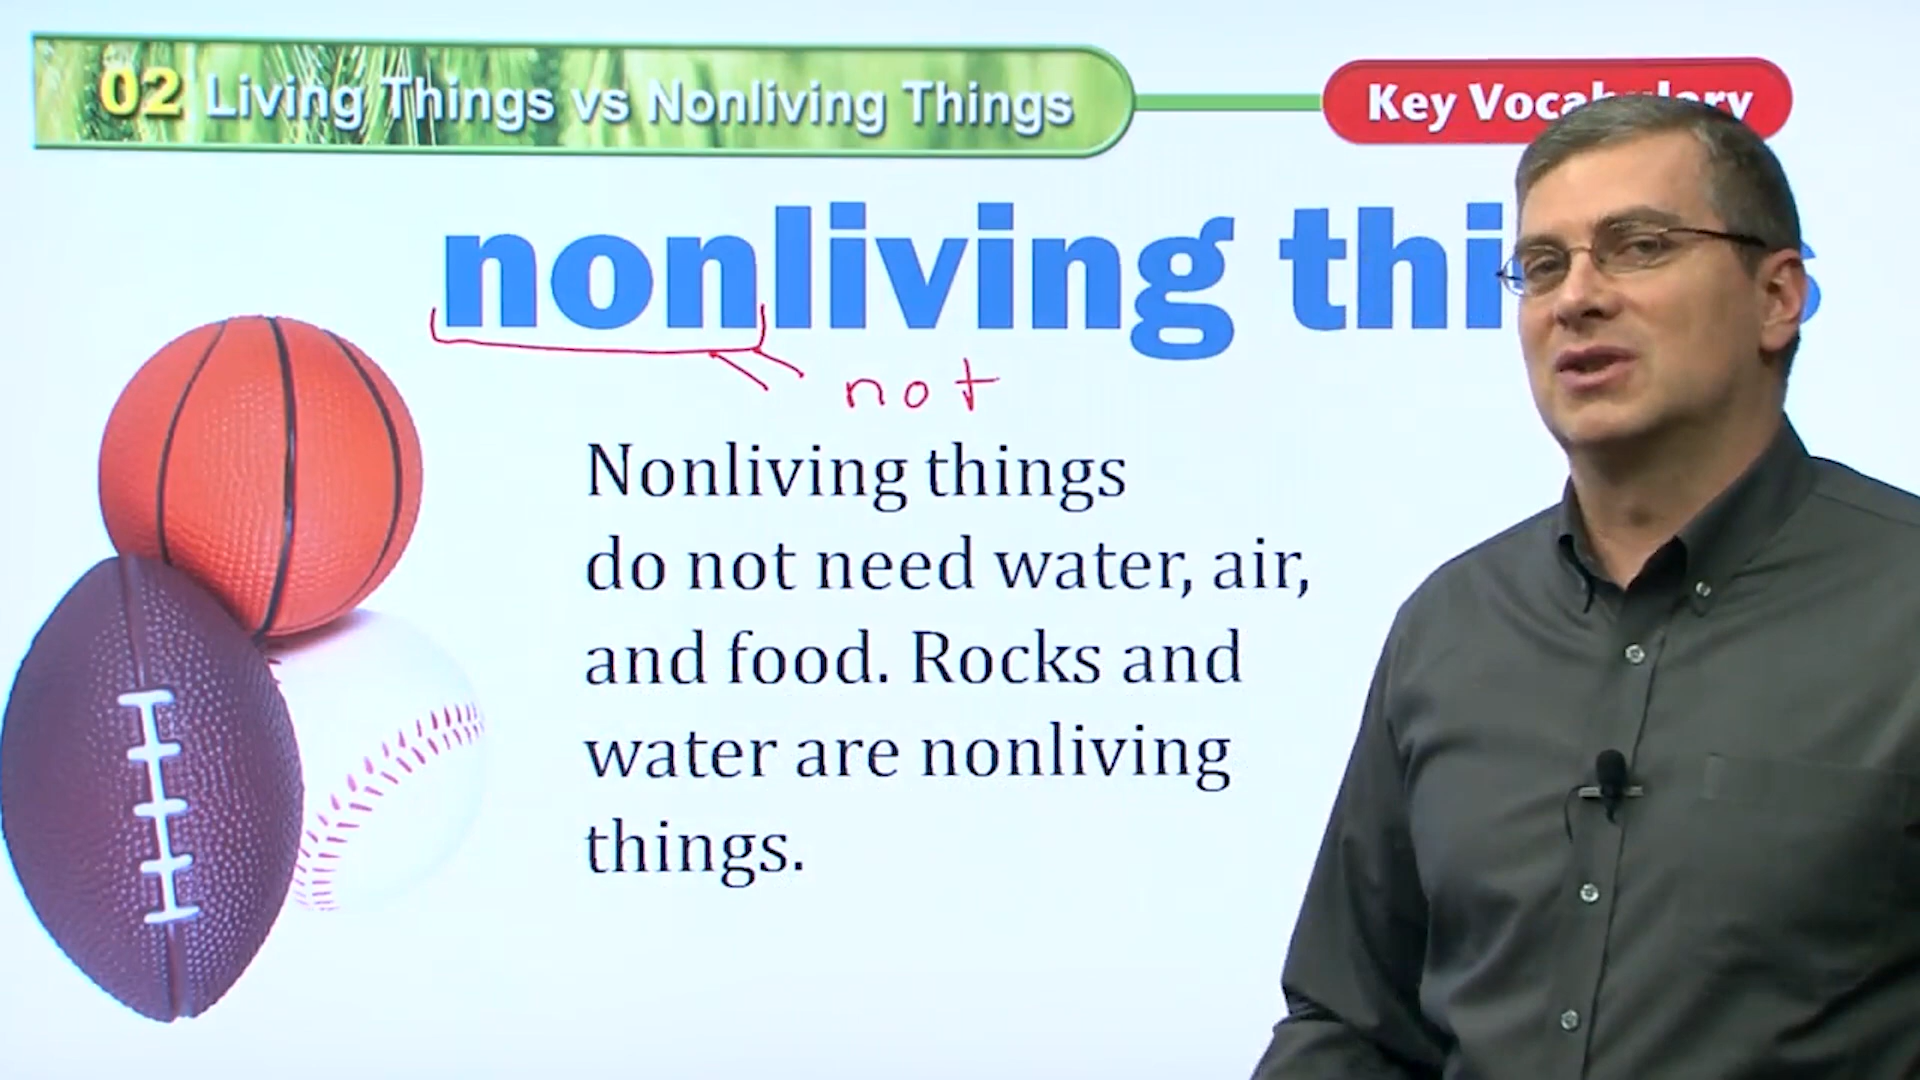 02 Living Things vs Nonliving Things
Key
nonliving
not
Nonliving things
do not need water, air,
and food. Rocks and
water are nonliving
things.